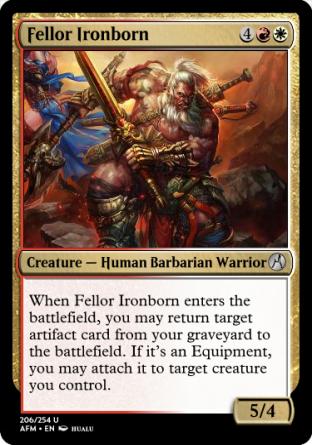 Fellor Ironborn 4
Creature — Human Barbarian Warrior
When Fellor Ironborn enters the
battlefield, you may return target
artifact card from your graveyard to
the battlefield. If it's an Equipment,
you may attach it to target creature
you control.
5/4
206/254 U
AFM • EN HUALU